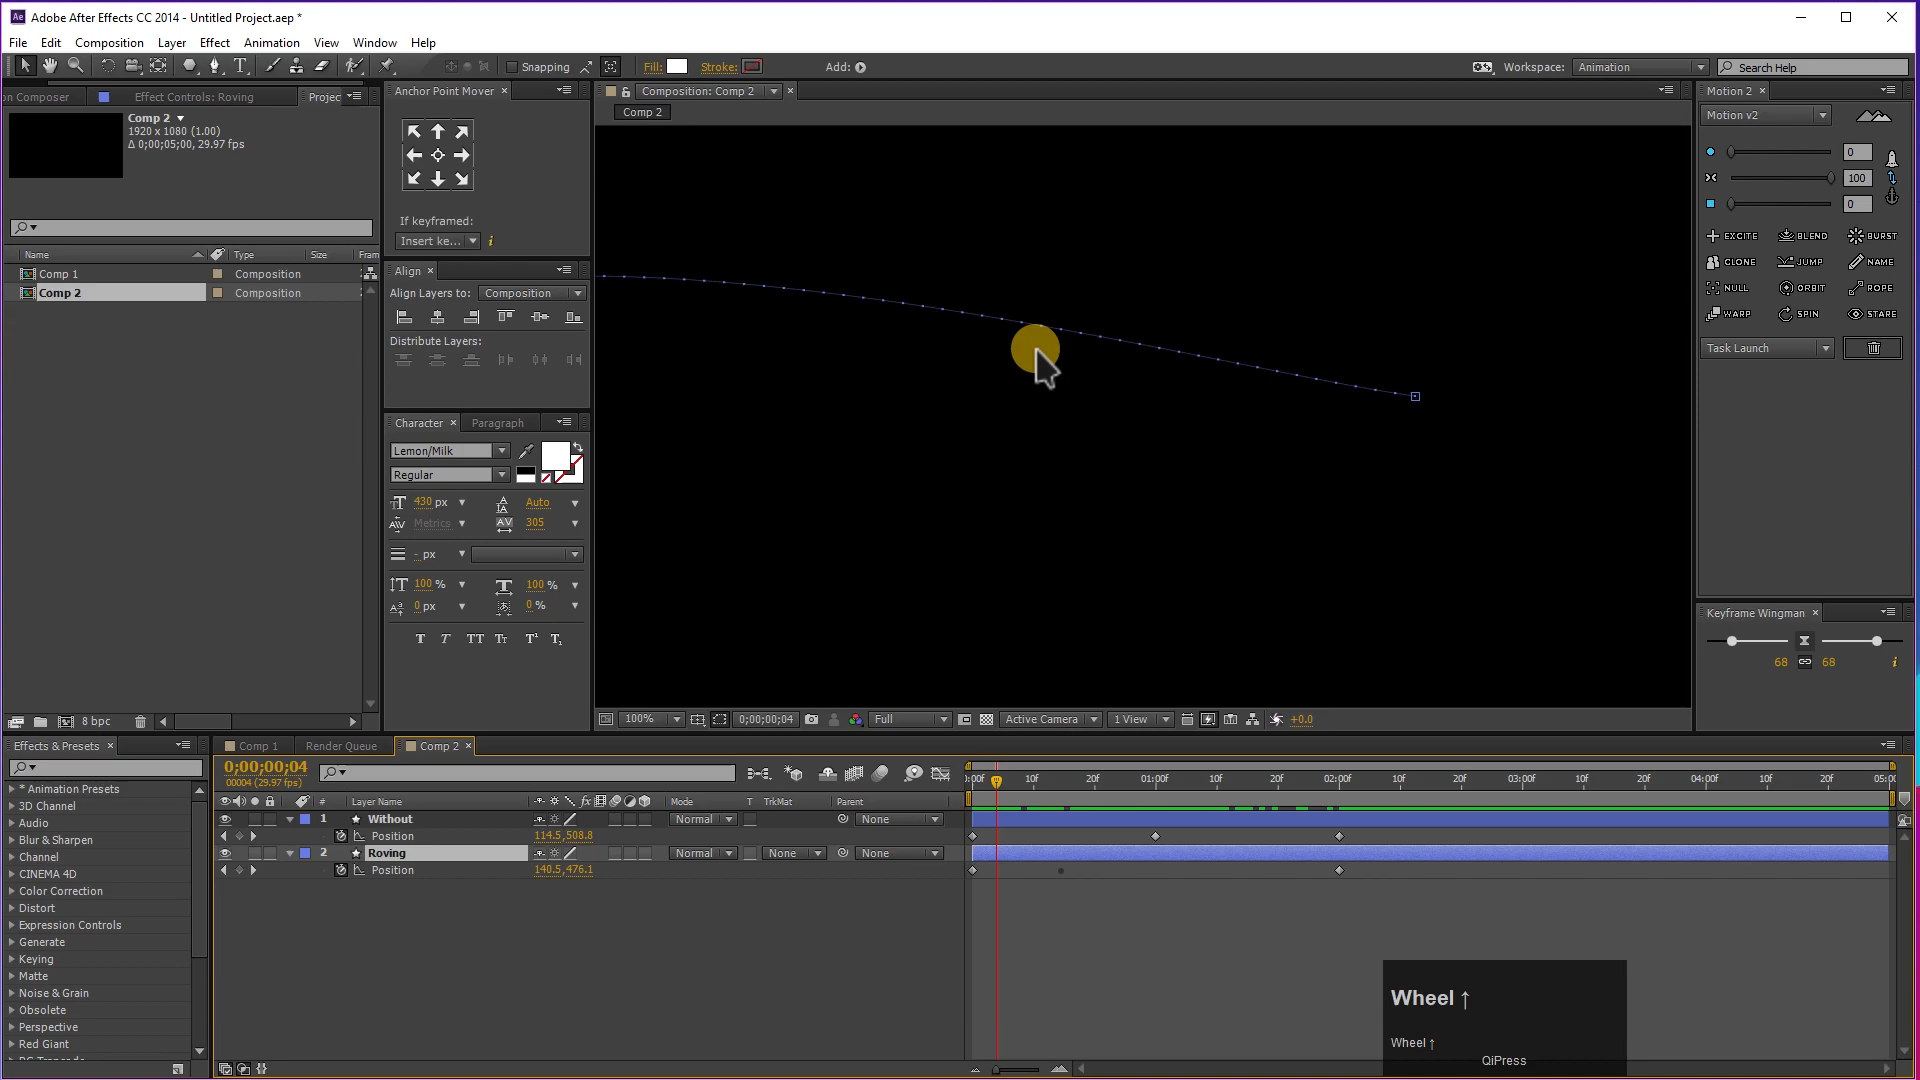 Adobe After Effects CC 2014 - Untitled Project.aep *
File Edit Composition Layer Effect Animation View Window Help
Snapping Fill: Stroke: Add: Workspace: Animation Search Help
on Composer Effect Controls: Roving Projec
Comp 2
1920 x 1080 (1.00)
Δ 0;00;05;00, 29.97 fps
Name Type Size Fram
Comp 1 Composition
Comp 2 Composition
8 bpc
Anchor Point Mover
If keyframed:
Insert ke...
Align
Align Layers to: Composition
Distribute Layers:
Character Paragraph
Lemon/Milk
Regular
430 px Auto
Metrics 305
- px
100 % 100 %
0 px 0 %
Composition: Comp 2
Comp 2
100% 0;00;00;04 Full Active Camera 1 View +0.0
Motion 2
Motion v2
0
100
0
EXCITE BLEND BURST
CLONE JUMP NAME
NULL ORBIT ROPE
WARP SPIN STARE
Task Launch
Keyframe Wingman
68 68
Effects & Presets
* Animation Presets
3D Channel
Audio
Blur & Sharpen
Channel
CINEMA 4D
Color Correction
Distort
Expression Controls
Generate
Keying
Matte
Noise & Grain
Obsolete
Perspective
Red Giant
Comp 1 Render Queue Comp 2
0;00;00;04
00004 (29.97 fps)
# Layer Name Mode T TrkMat Parent
1 Without Normal None
Position 114.5,508.8
2 Roving Normal None None
Position 140.5,476.1
):00f 10f 20f 01:00f 10f 20f 02:00f 10f 20f 03:00f 10f 20f 04:00f 10f 20f 05:00
Wheel ↑
Wheel ↑
QiPress